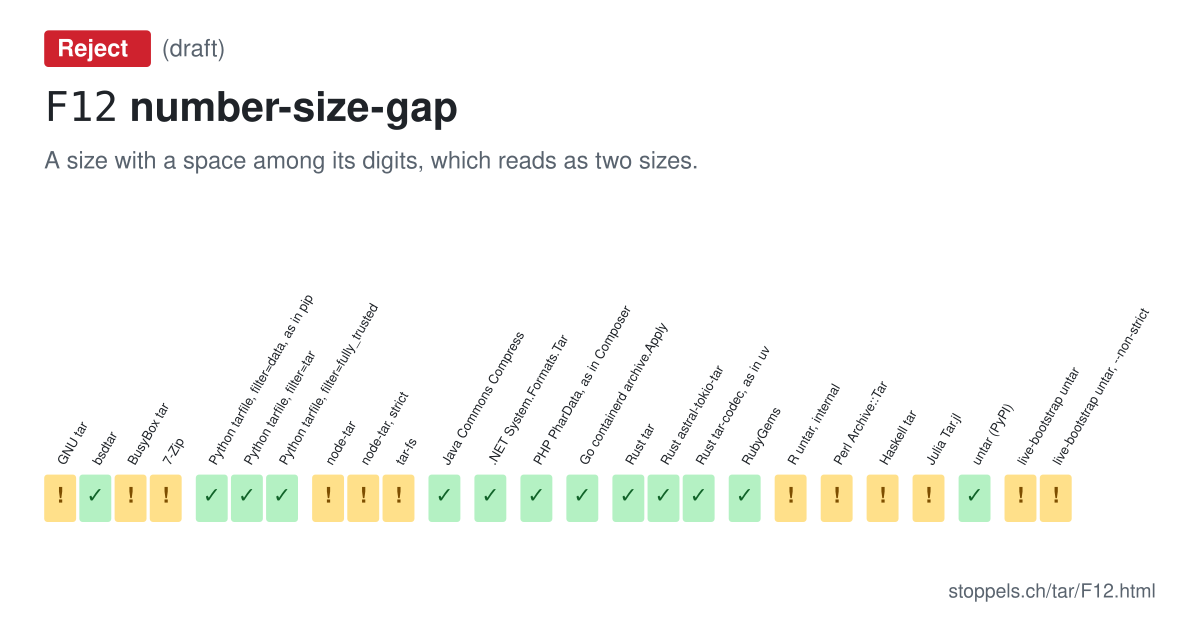 Reject (draft)
F12 number-size-gap
A size with a space among its digits, which reads as two sizes.
GNU tar
bsdtar
BusyBox tar
7-Zip
Python tarfile, filter=data, as in pip
Python tarfile, filter=tar
Python tarfile, filter=fully_trusted
node-tar
node-tar, strict
tar-fs
Java Commons Compress
.NET System.Formats.Tar
PHP PharData, as in Composer
Go containerd archive.Apply
Rust tar
Rust astral-tokio-tar
Rust tar-codec, as in uv
RubyGems
R untar, internal
Perl Archive::Tar
Haskell tar
Julia Tar.jl
untar (PyPI)
live-bootstrap untar
live-bootstrap untar, --non-strict
! ✓ ! ! ✓ ✓ ✓ ! ! ! ✓ ✓ ✓ ✓ ✓ ✓ ✓ ✓ ! ! ! ! ✓ ! !
stoppels.ch/tar/F12.html